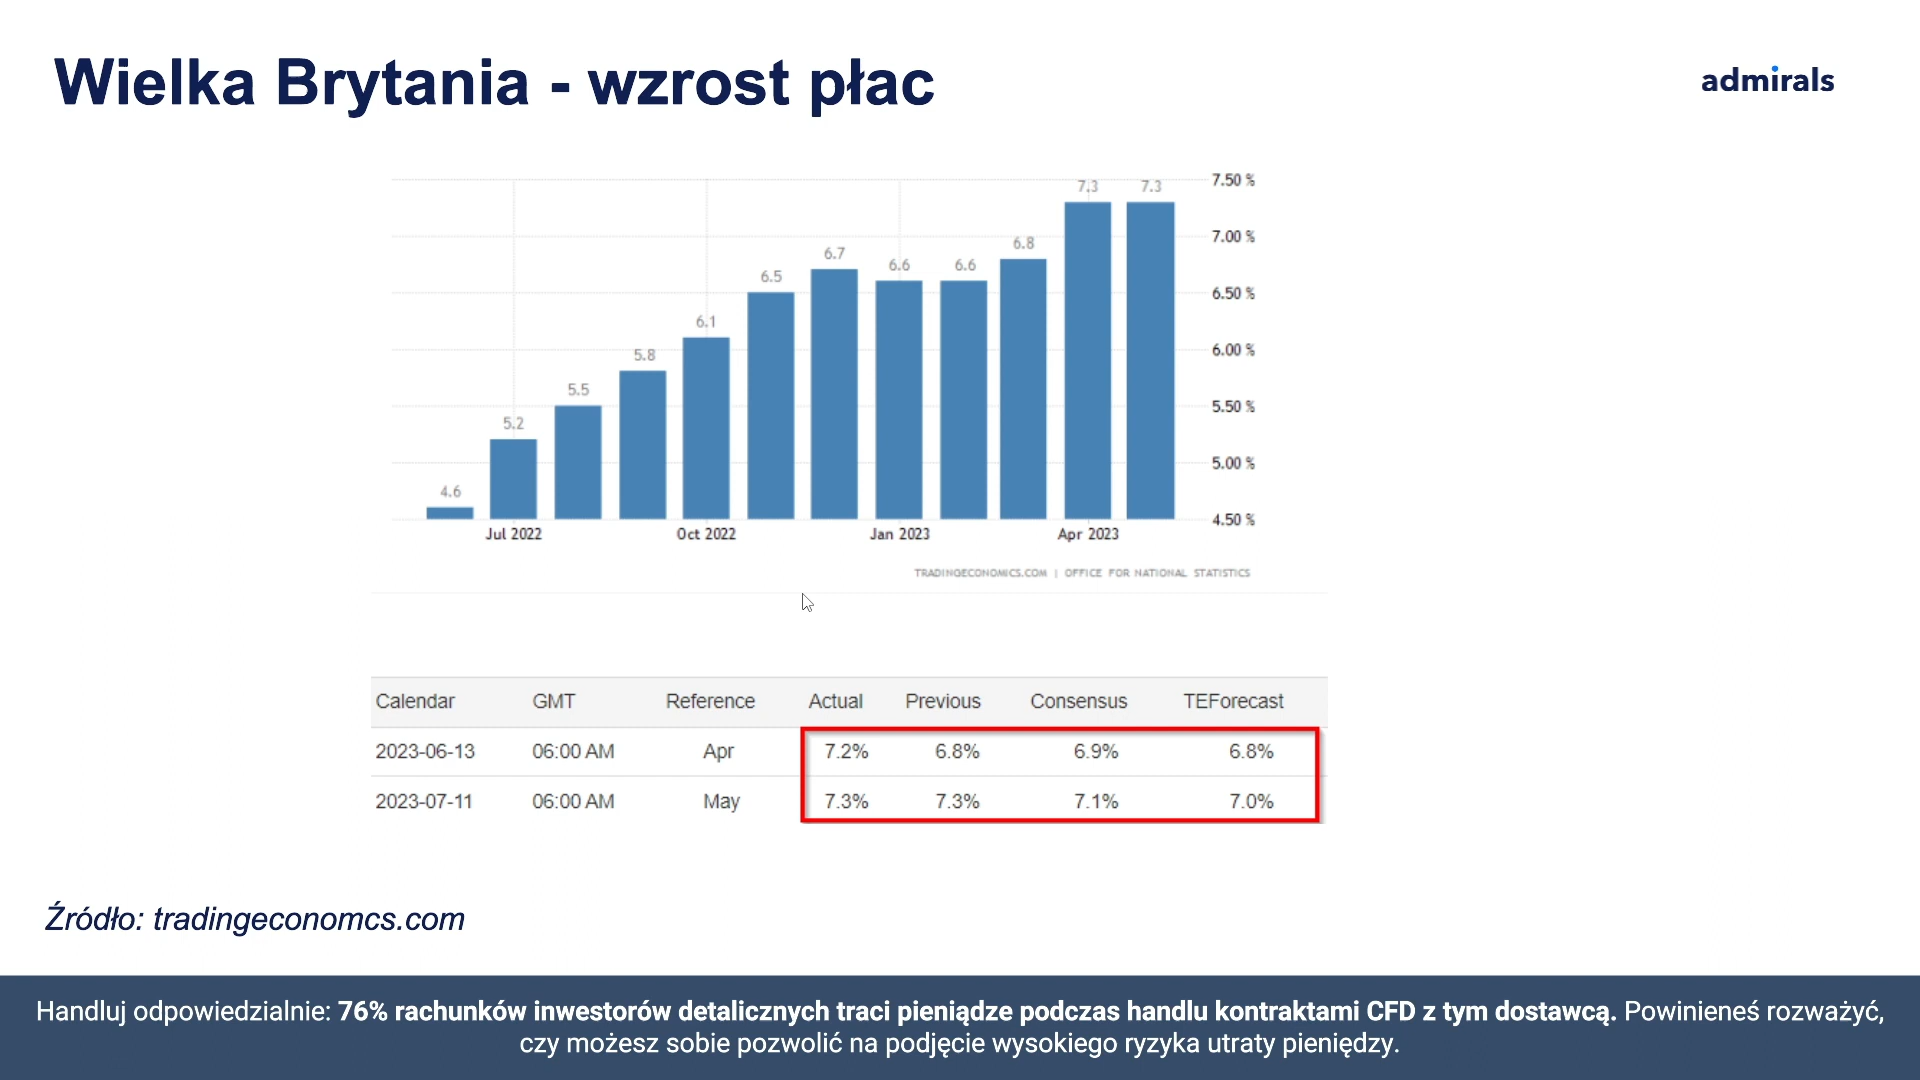 Wielka Brytania - wzrost płac
admirals
7.50 %
7.00 %
6.50 %
6.00 %
5.50 %
5.00 %
4.50 %
4.6
5.2
5.5
5.8
6.1
6.5
6.7
6.6
6.6
6.8
7.3
7.3
Jul 2022 Oct 2022 Jan 2023 Apr 2023
TRADINGECONOMICS.COM | OFFICE FOR NATIONAL STATISTICS
Calendar GMT Reference Actual Previous Consensus TEForecast
2023-06-13 06:00 AM Apr 7.2% 6.8% 6.9% 6.8%
2023-07-11 06:00 AM May 7.3% 7.3% 7.1% 7.0%
Źródło: tradingeconomcs.com
Handluj odpowiedzialnie: 76% rachunków inwestorów detalicznych traci pieniądze podczas handlu kontraktami CFD z tym dostawcą. Powinieneś rozważyć,
czy możesz sobie pozwolić na podjęcie wysokiego ryzyka utraty pieniędzy.